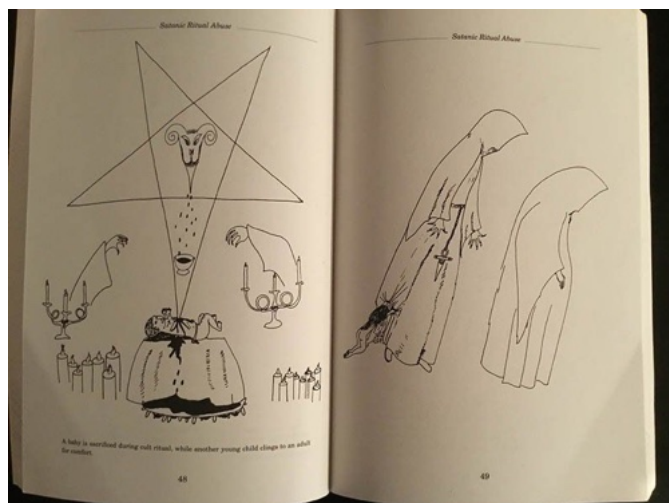 Satanic Ritual Abuse
A baby is sacrificed during cult ritual, while another young child clings to an adult
for comfort.
48
Satanic Ritual Abuse
49